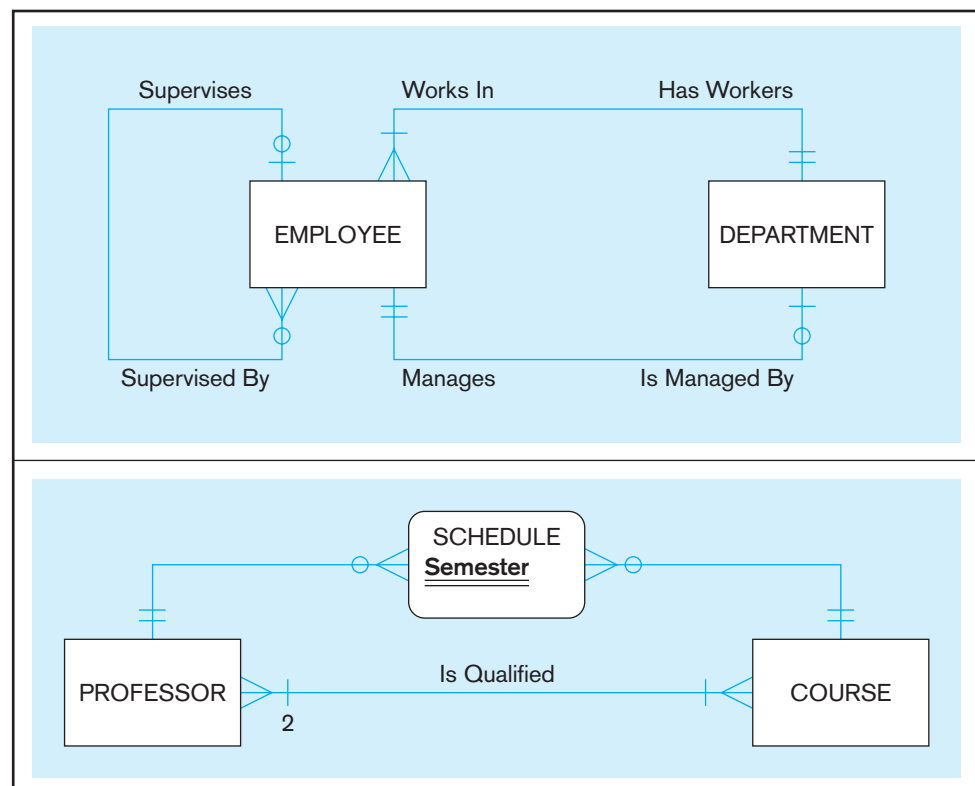 Supervises
Works In
Has Workers
EMPLOYEE
DEPARTMENT
Supervised By
Manages
Is Managed By
SCHEDULE
Semester
PROFESSOR
Is Qualified
COURSE
2